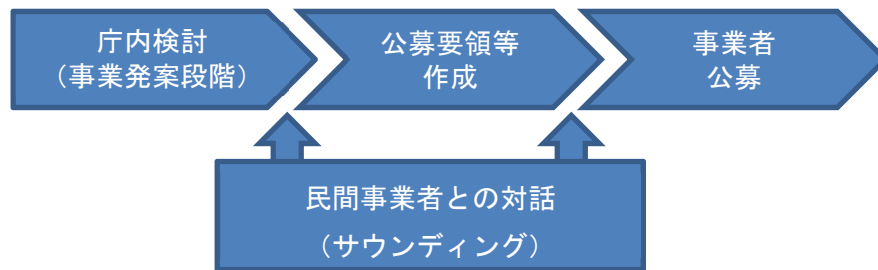 庁内検討
（事業発案段階）
公募要領等
作成
事業者
公募
民間事業者との対話
（サウンディング）